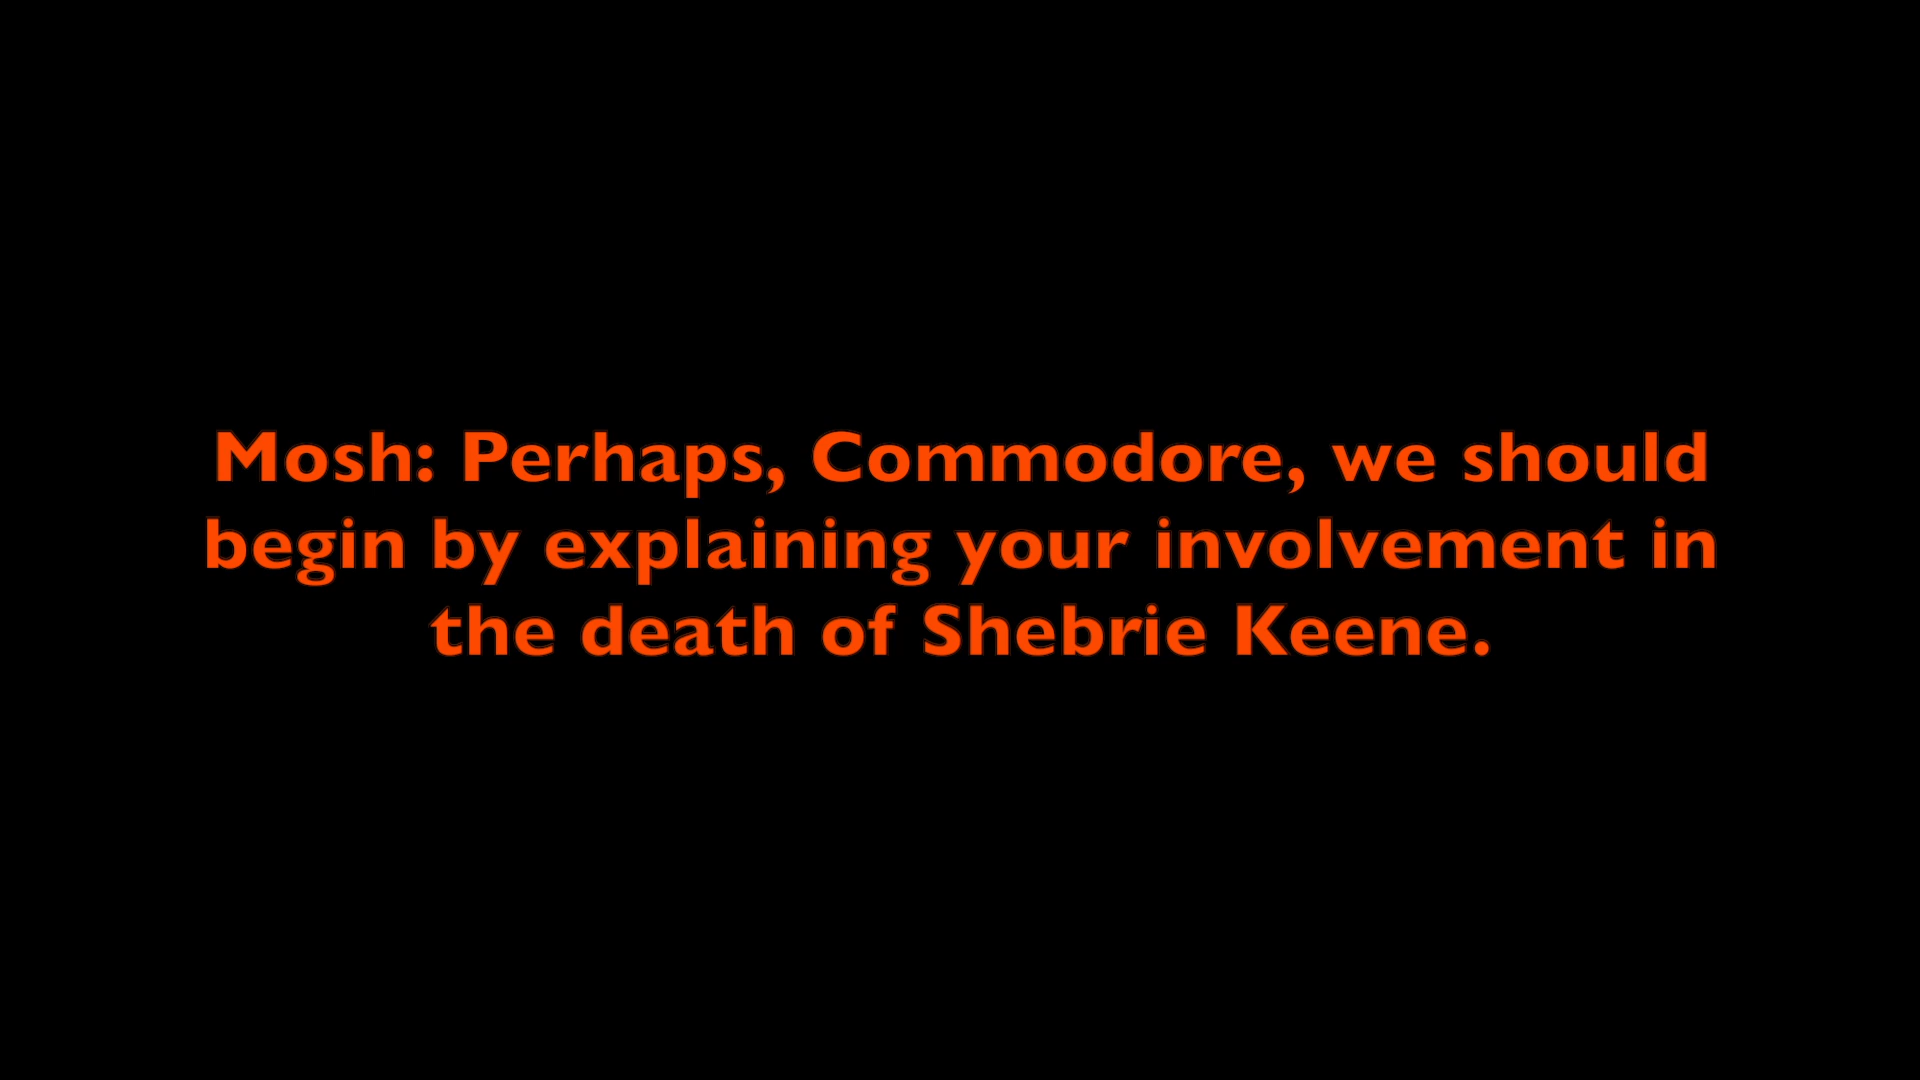 Mosh: Perhaps, Commodore, we should
begin by explaining your involvement in
the death of Shebrie Keene.